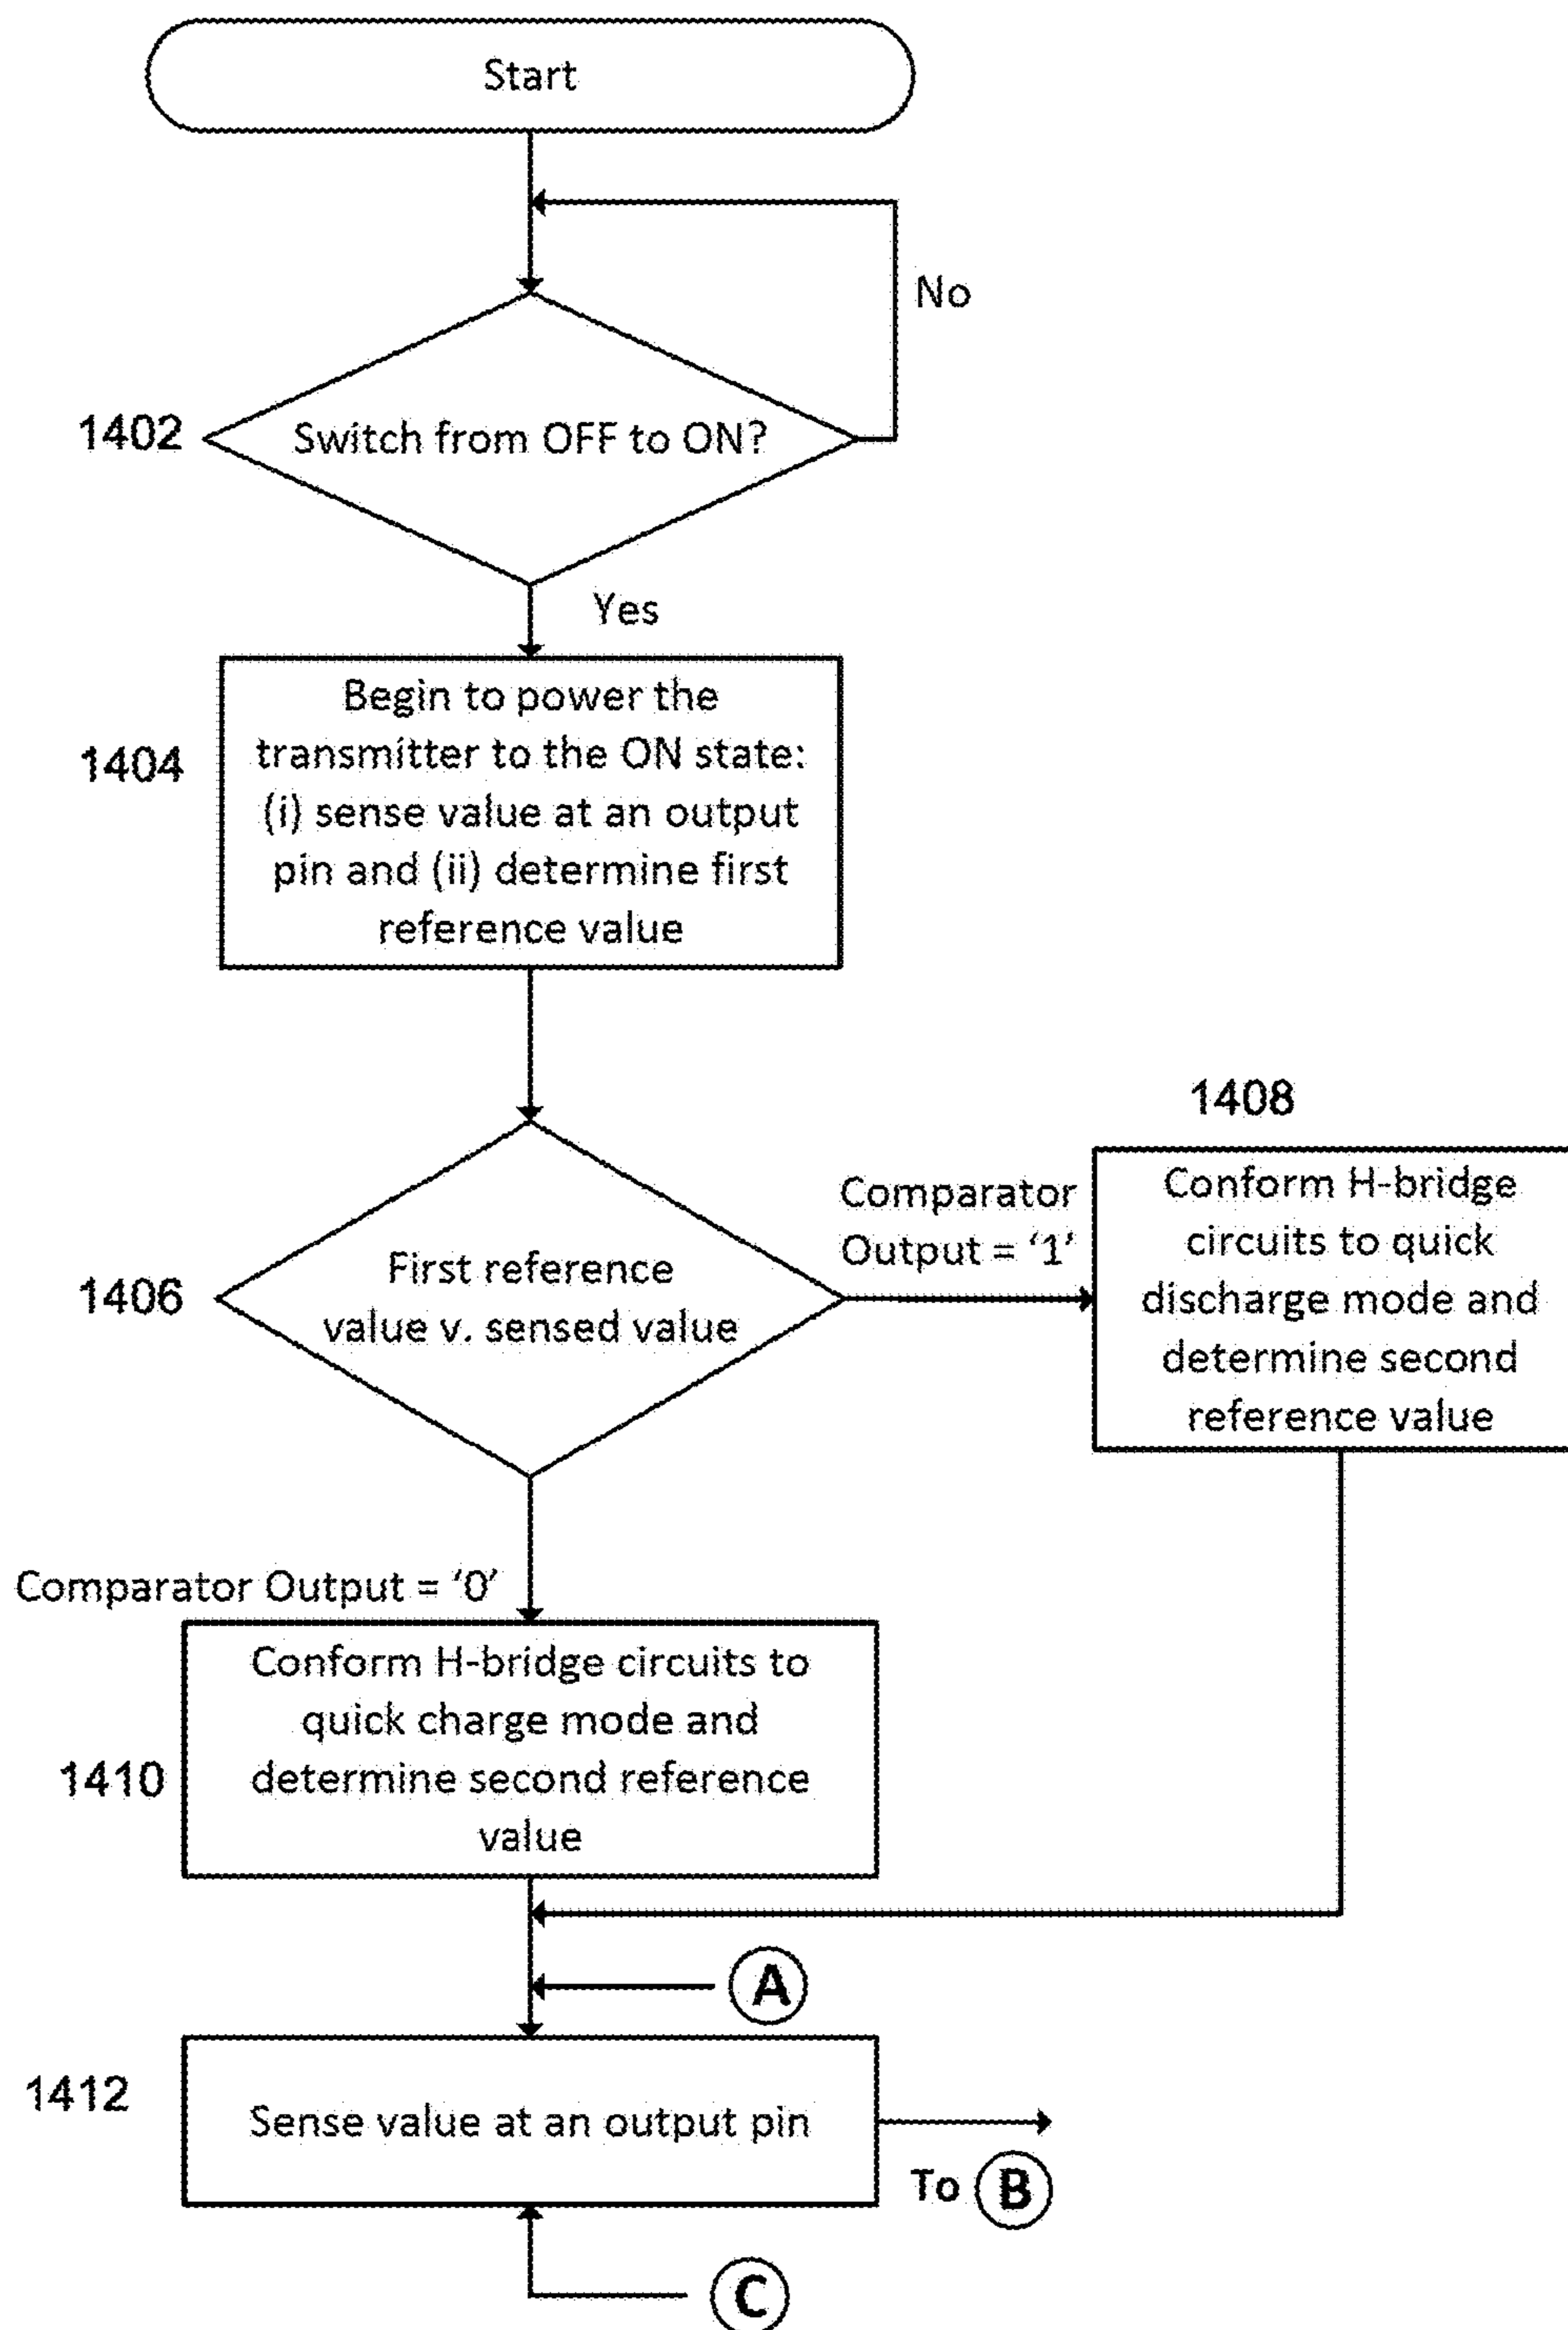 Start
No
1402
Switch from OFF to ON?
Yes
1404
Begin to power the
transmitter to the ON state:
(i) sense value at an output
pin and (ii) determine first
reference value
1406
First reference
value v. sensed value
Comparator
Output = ‘1’
1408
Conform H-bridge
circuits to quick
discharge mode and
determine second
reference value
Comparator Output = ‘0’
1410
Conform H-bridge circuits to
quick charge mode and
determine second reference
value
A
1412
Sense value at an output pin
To B
C